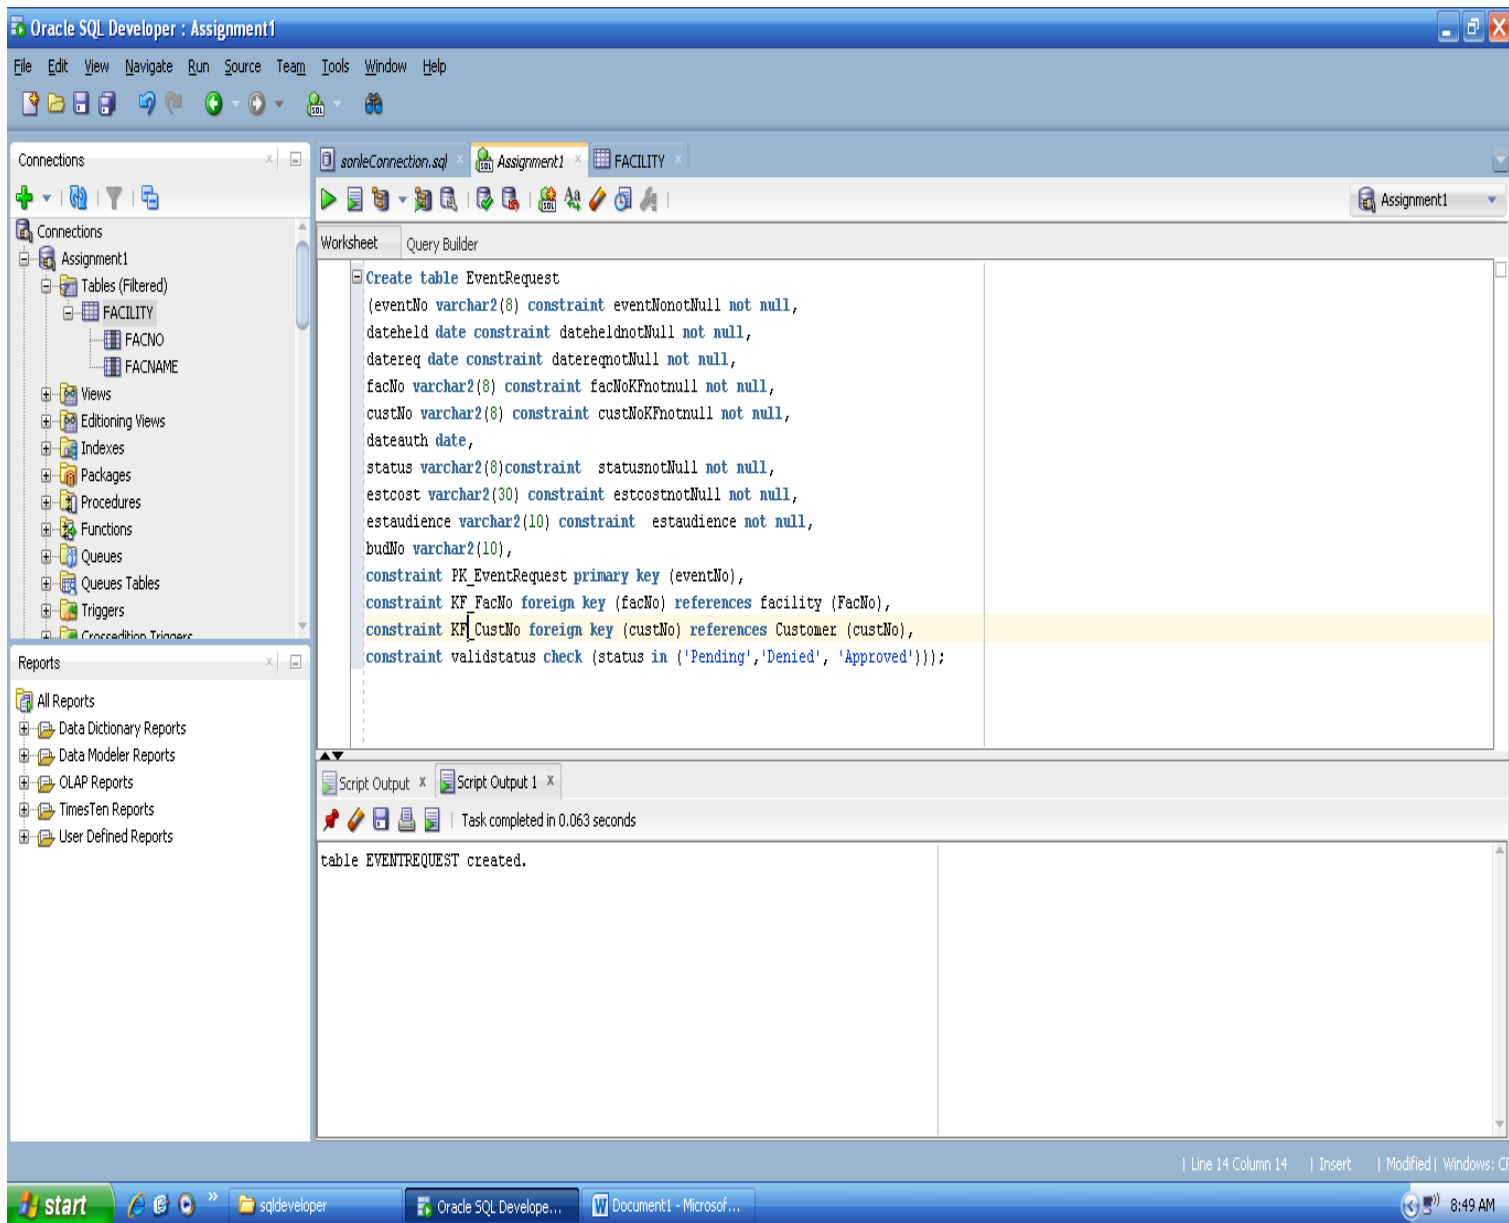 Oracle SQL Developer : Assignment1
File Edit View Navigate Run Source Team Tools Window Help
Connections
Connections
Assignment1
Tables (Filtered)
FACILITY
FACNO
FACNAME
Views
Editioning Views
Indexes
Packages
Procedures
Functions
Queues
Queues Tables
Triggers
Crossedition Triggers
Reports
All Reports
Data Dictionary Reports
Data Modeler Reports
OLAP Reports
TimesTen Reports
User Defined Reports
sonleConnection.sql Assignment1 FACILITY
Assignment1
Worksheet Query Builder
Create table EventRequest
(eventNo varchar2(8) constraint eventNonotNull not null,
dateheld date constraint dateheldnotNull not null,
datereq date constraint datereqnotNull not null,
facNo varchar2(8) constraint facNoKFnotnull not null,
custNo varchar2(8) constraint custNoKFnotnull not null,
dateauth date,
status varchar2(8)constraint  statusnotNull not null,
estcost varchar2(30) constraint estcostnotNull not null,
estaudience varchar2(10) constraint  estaudience not null,
budNo varchar2(10),
constraint PK_EventRequest primary key (eventNo),
constraint KF_FacNo foreign key (facNo) references facility (FacNo),
constraint KF_CustNo foreign key (custNo) references Customer (custNo),
constraint validstatus check (status in ('Pending','Denied', 'Approved')));
Script Output Script Output 1
Task completed in 0.063 seconds
table EVENTREQUEST created.
| Line 14 Column 14 | Insert | Modified | Windows: CF
start sqldeveloper Oracle SQL Develope... Document1 - Microsof... 8:49 AM